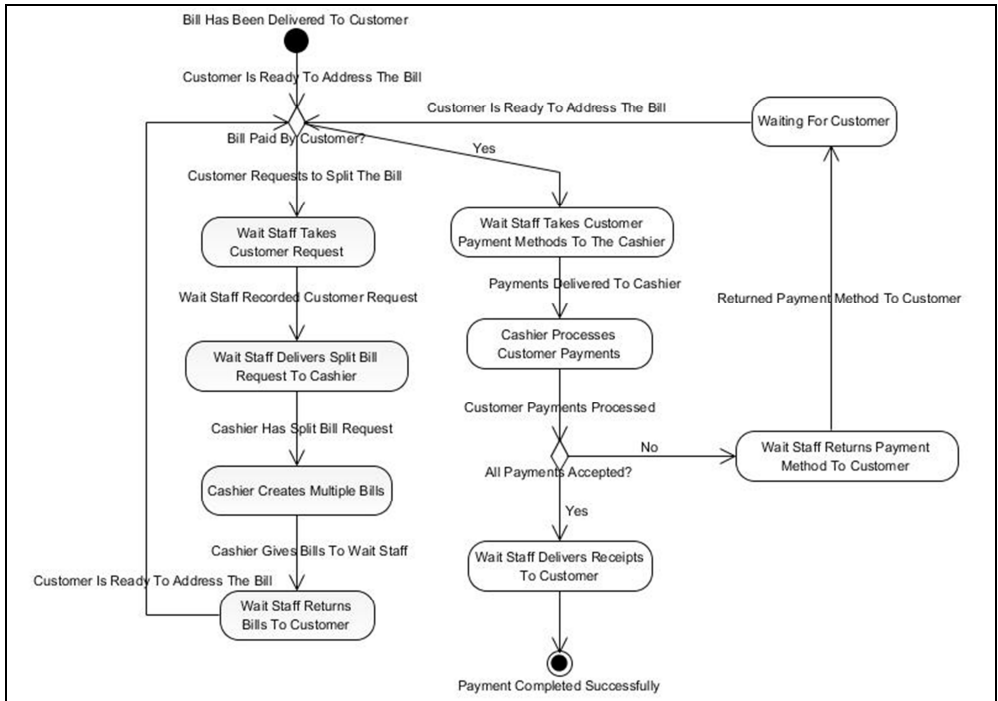 Bill Has Been Delivered To Customer
Customer Is Ready To Address The Bill
Customer Is Ready To Address The Bill
Waiting For Customer
Bill Paid By Customer?
Yes
Customer Requests to Split The Bill
Wait Staff Takes
Customer Request
Wait Staff Takes Customer
Payment Methods To The Cashier
Wait Staff Recorded Customer Request
Payments Delivered To Cashier
Returned Payment Method To Customer
Cashier Processes
Customer Payments
Wait Staff Delivers Split Bill
Request To Cashier
Customer Payments Processed
Cashier Has Split Bill Request
No
Wait Staff Returns Payment
Method To Customer
All Payments Accepted?
Cashier Creates Multiple Bills
Yes
Cashier Gives Bills To Wait Staff
Wait Staff Delivers Receipts
To Customer
Customer Is Ready To Address The Bill
Wait Staff Returns
Bills To Customer
Payment Completed Successfully